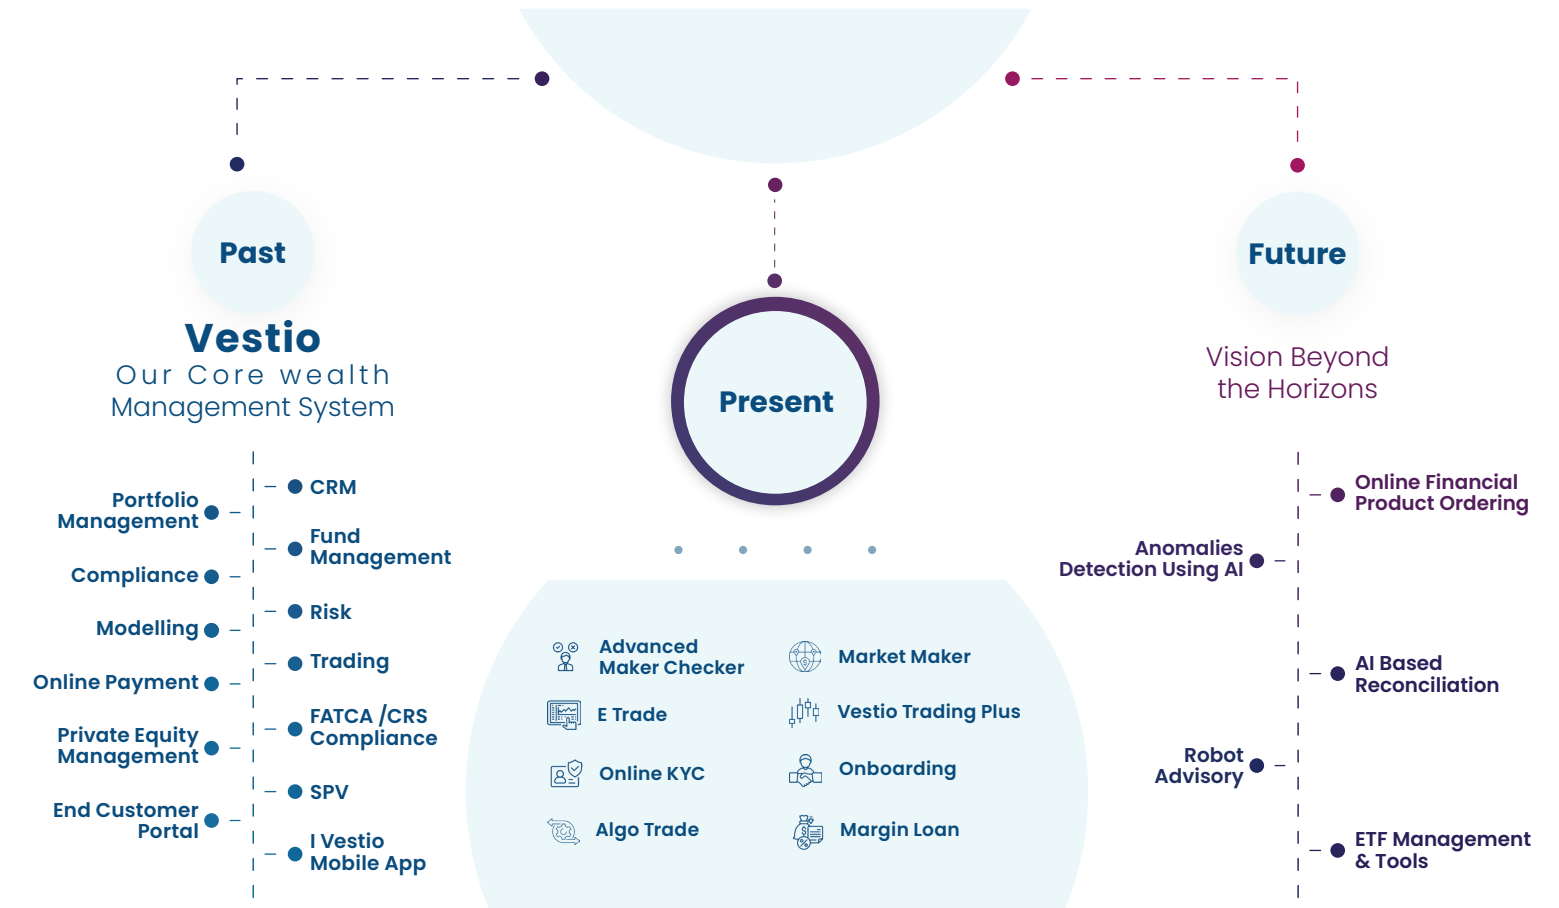 Past
Vestio
Our Core wealth
Management System
Portfolio
Management
Compliance
Modelling
Online Payment
Private Equity
Management
End Customer
Portal
CRM
Fund
Management
Risk
Trading
FATCA /CRS
Compliance
SPV
I Vestio
Mobile App
Present
Advanced
Maker Checker
E Trade
Online KYC
Algo Trade
Market Maker
Vestio Trading Plus
Onboarding
Margin Loan
Future
Vision Beyond
the Horizons
Online Financial
Product Ordering
Anomalies
Detection Using AI
AI Based
Reconciliation
Robot
Advisory
ETF Management
& Tools